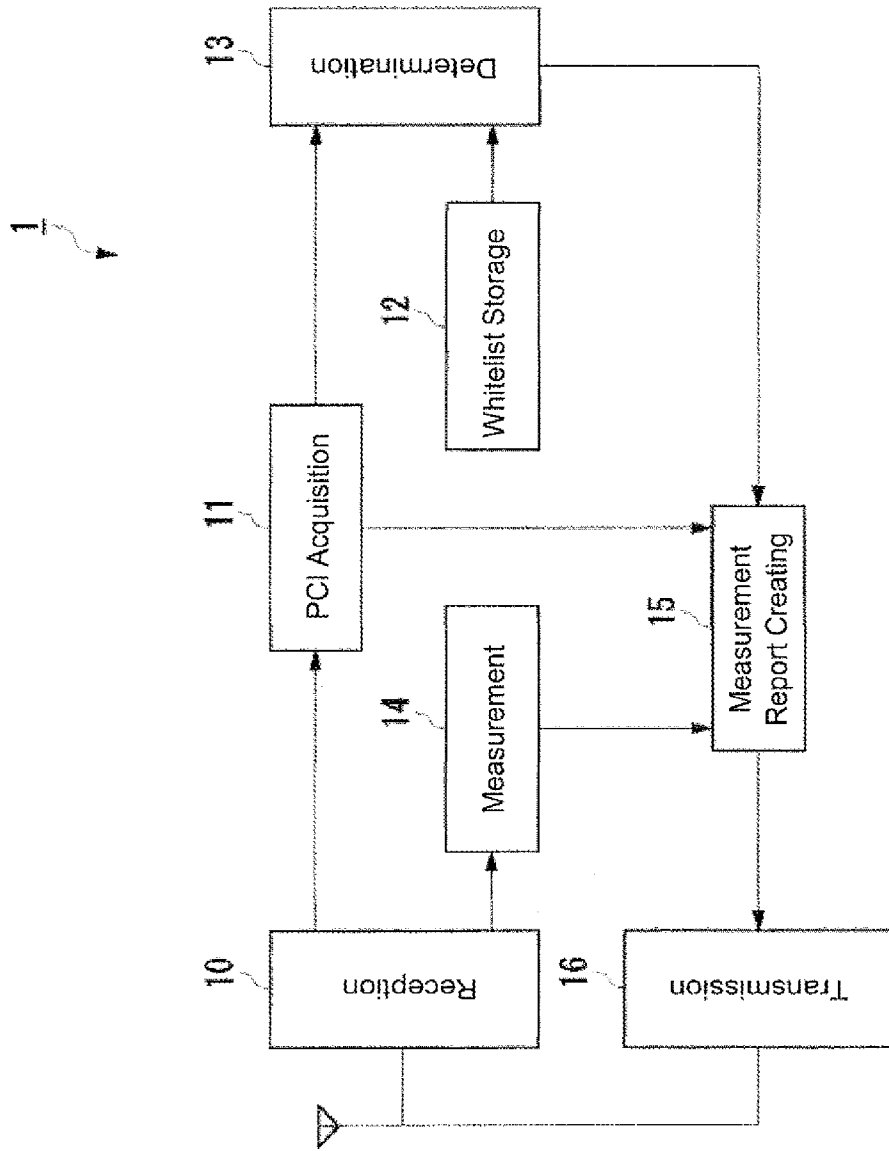 1
10
Reception
11
PCI Acquisition
13
Determination
14
Measurement
12
Whitelist Storage
16
Transmission
15
Measurement
Report Creating